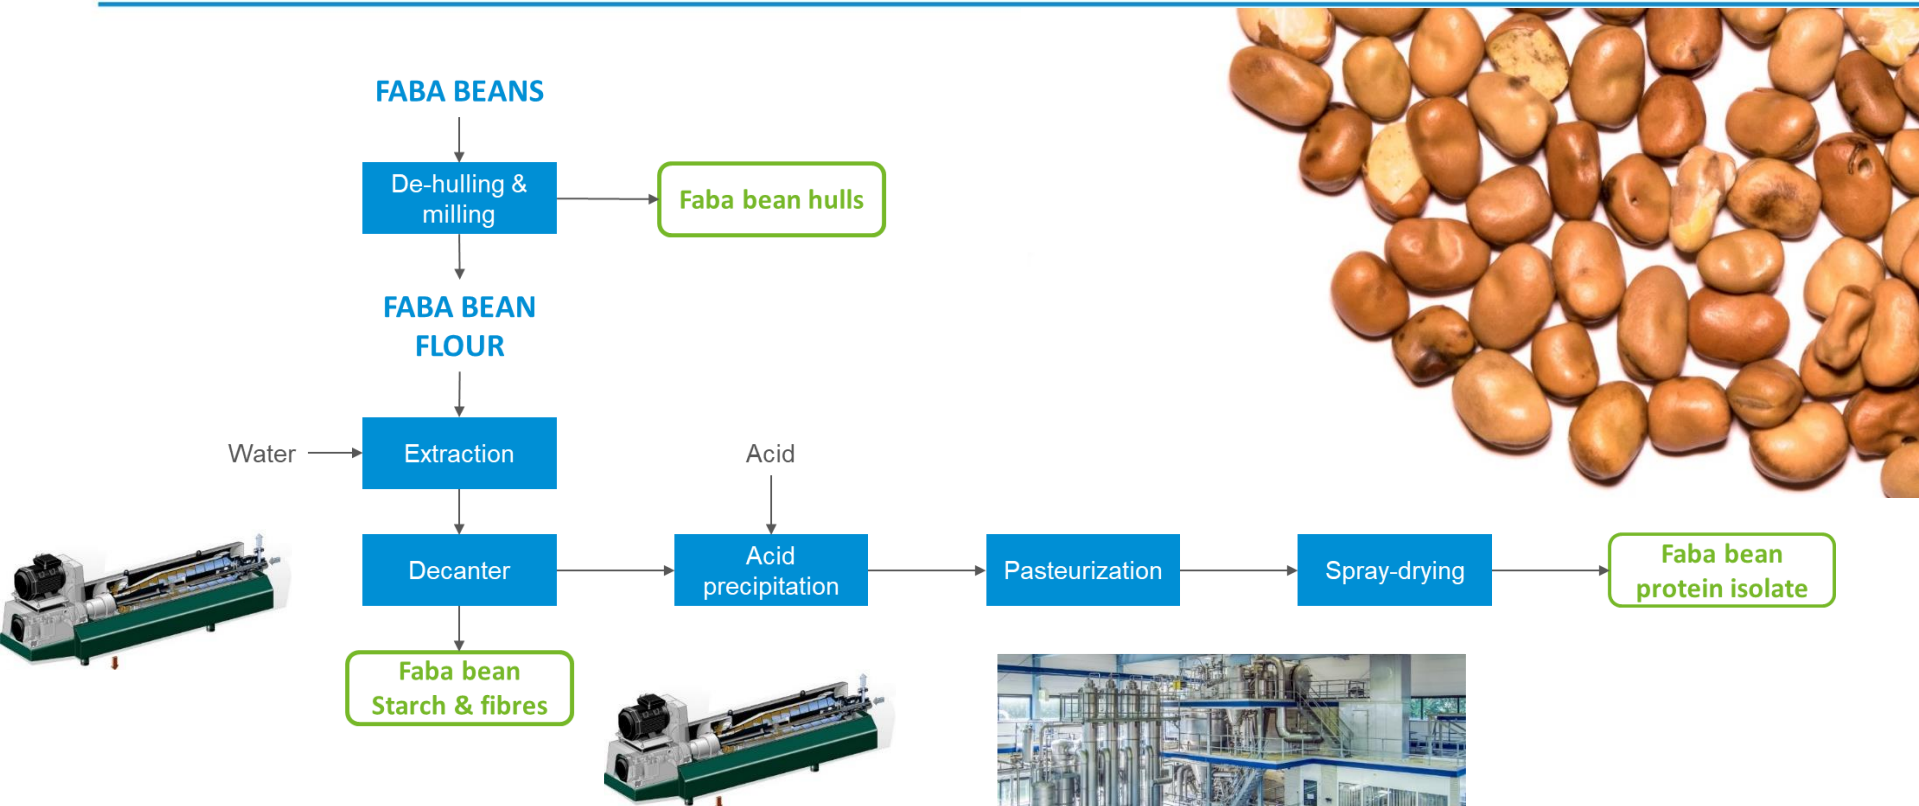 FABA BEANS
De-hulling &
milling
Faba bean hulls
FABA BEAN
FLOUR
Water
Extraction
Acid
Decanter
Acid
precipitation
Pasteurization
Spray-drying
Faba bean
protein isolate
Faba bean
Starch & fibres